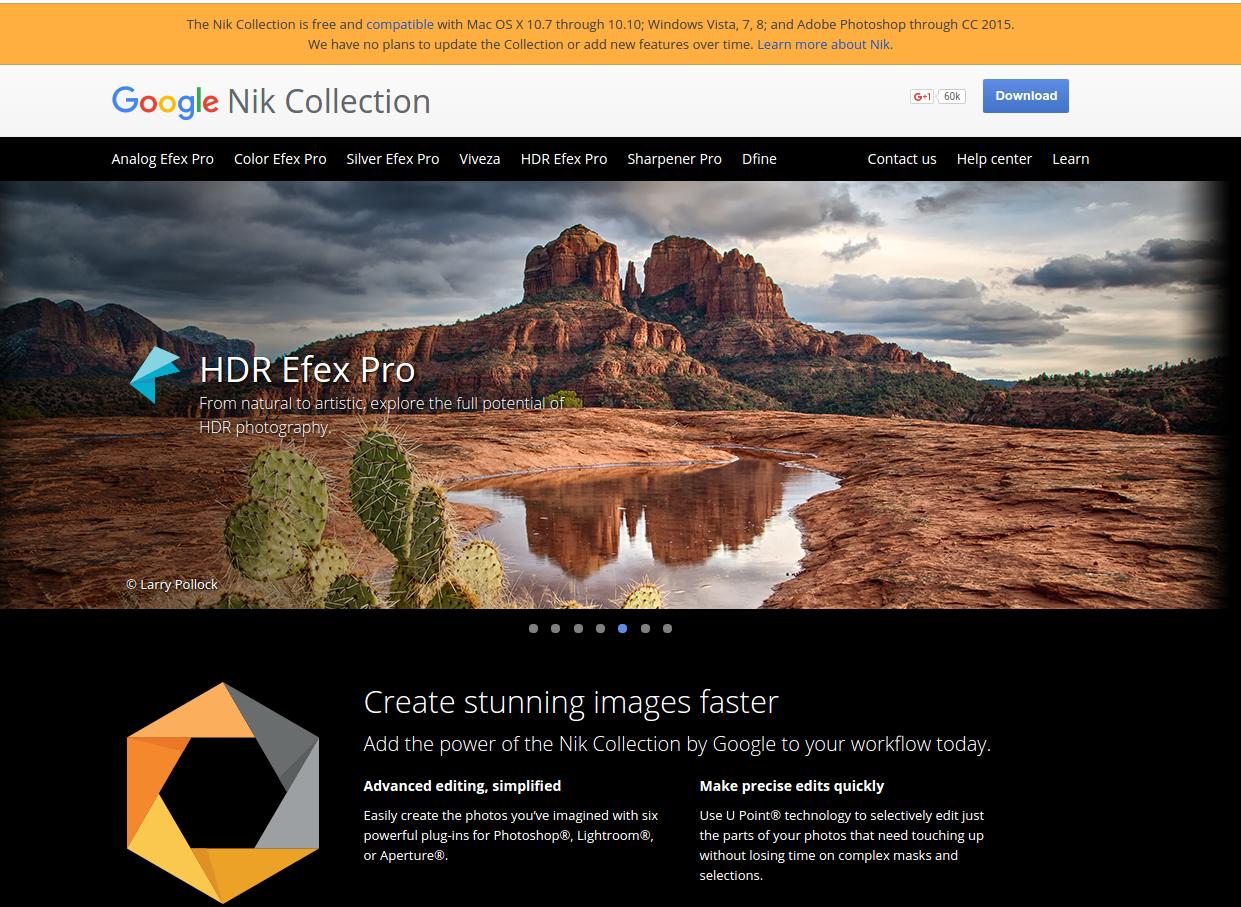 The Nik Collection is free and compatible with Mac OS X 10.7 through 10.10; Windows Vista, 7, 8; and Adobe Photoshop through CC 2015.
We have no plans to update the Collection or add new features over time. Learn more about Nik.
Google Nik Collection
G+1 60k
Download
Analog Efex Pro Color Efex Pro Silver Efex Pro Viveza HDR Efex Pro Sharpener Pro Dfine Contact us Help center Learn
HDR Efex Pro
From natural to artistic, explore the full potential of
HDR photography.
© Larry Pollock
Create stunning images faster
Add the power of the Nik Collection by Google to your workflow today.
Advanced editing, simplified
Easily create the photos you’ve imagined with six
powerful plug-ins for Photoshop®, Lightroom®,
or Aperture®.
Make precise edits quickly
Use U Point® technology to selectively edit just
the parts of your photos that need touching up
without losing time on complex masks and
selections.